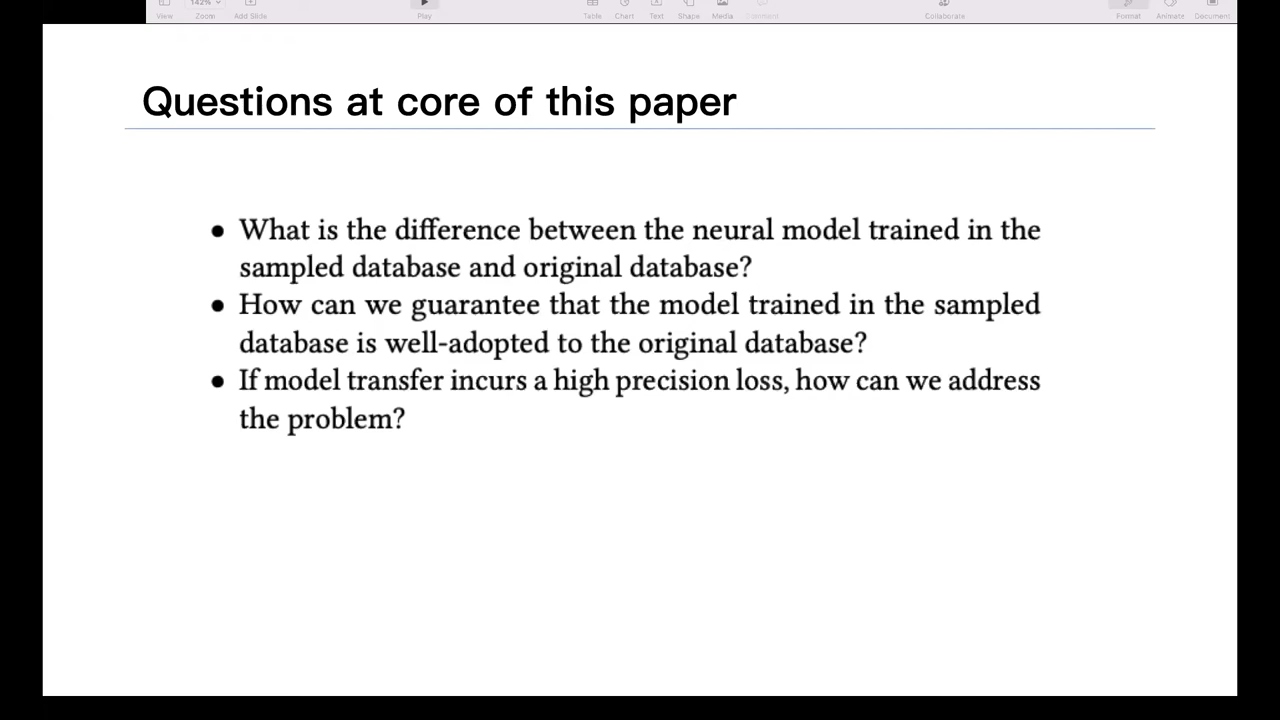 142%
View
Zoom
Add Slide
Play
Table
Chart
Text
Shape
Media
Comment
Collaborate
Format
Animate
Document
Questions at core of this paper
• What is the difference between the neural model trained in the
sampled database and original database?
• How can we guarantee that the model trained in the sampled
database is well-adopted to the original database?
• If model transfer incurs a high precision loss, how can we address
the problem?